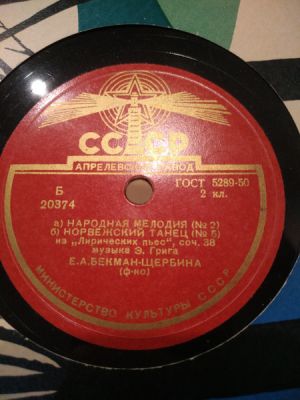 СССР
АПРЕЛЕВСКИЙ ЗАВОД
Б
20374
ГОСТ 5289-50
2 кл.
а) НАРОДНАЯ МЕЛОДИЯ (№ 2)
б) НОРВЕЖСКИЙ ТАНЕЦ (№ 5)
из „Лирических пьес", соч. 38
музыка Э. Грига
Е.А.БЕКМАН-ЩЕРБИНА
(ф-но)
МИНИСТЕРСТВО КУЛЬТУРЫ СССР